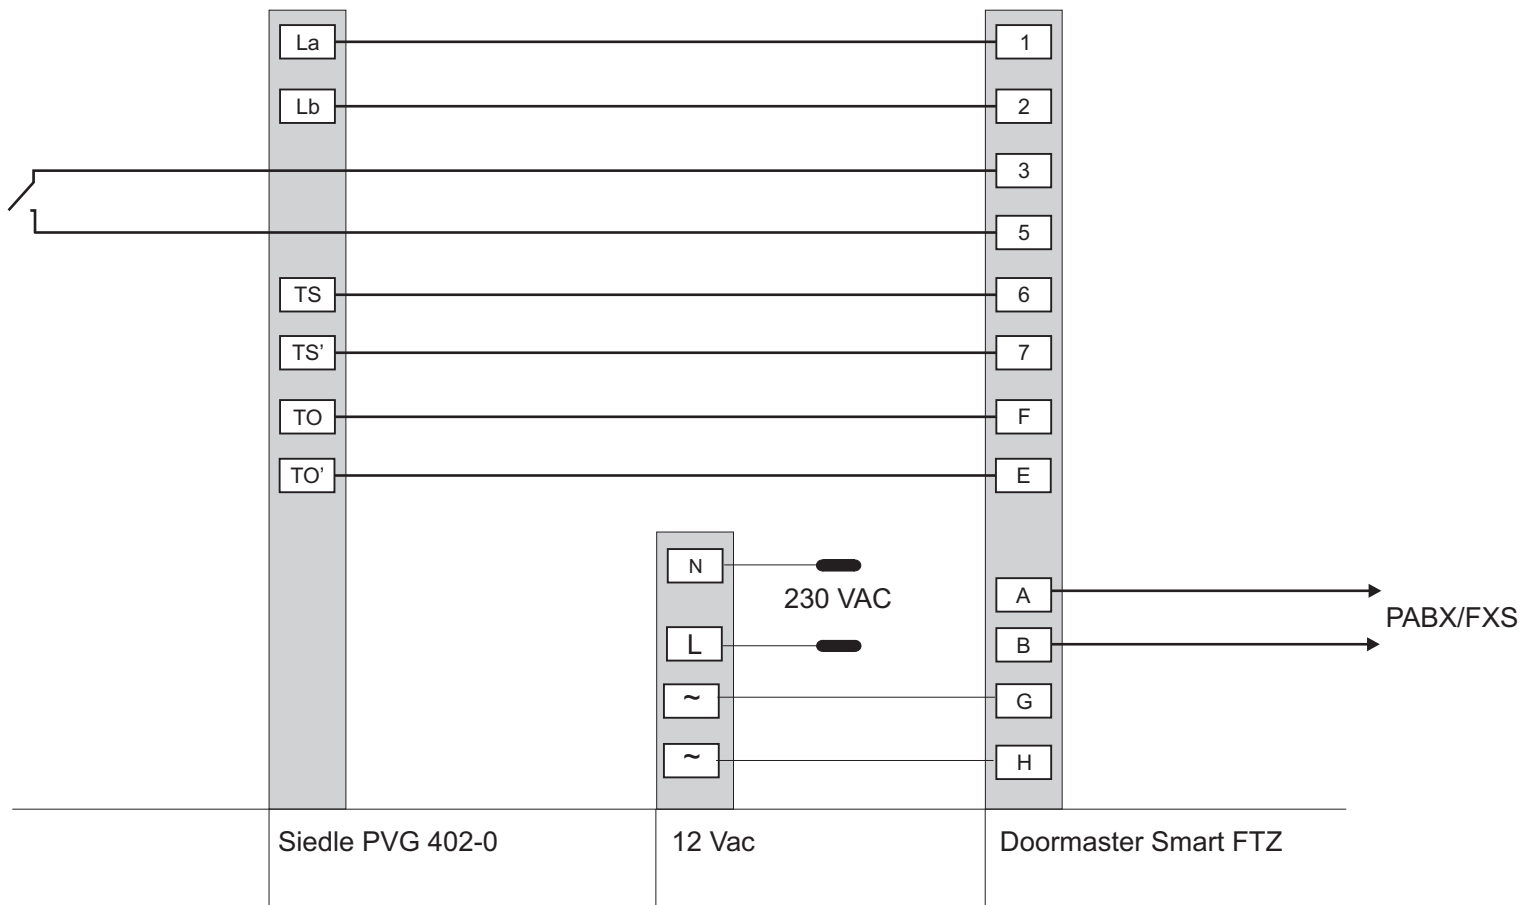 La
1
Lb
2
3
5
TS
6
TS’
7
TO
F
TO’
E
N
230 VAC
A
PABX/FXS
L
B
~
G
~
H
Siedle PVG 402-0
12 Vac
Doormaster Smart FTZ